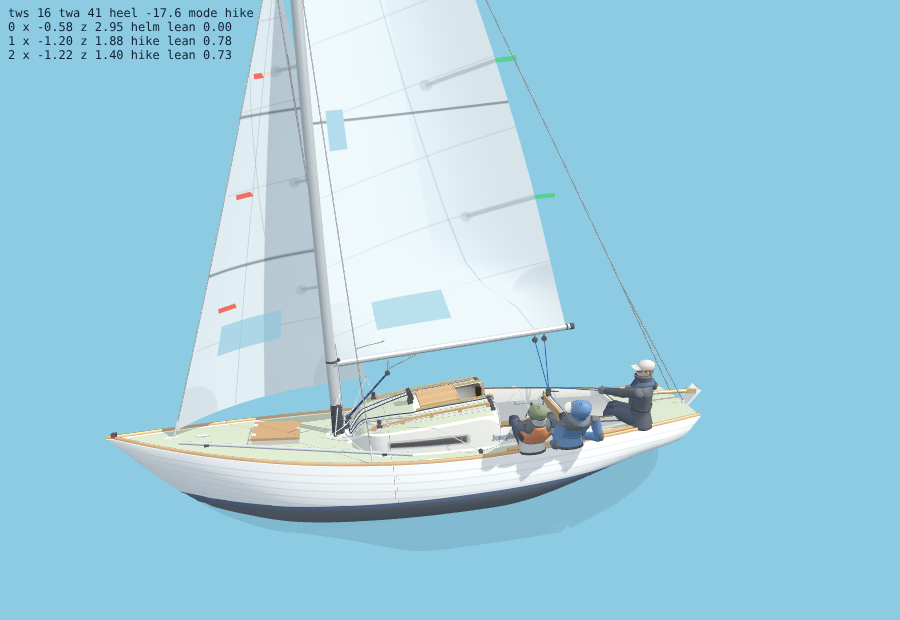 tws 16 twa 41 heel -17.6 mode hike
0 x -0.58 z 2.95 helm lean 0.00
1 x -1.20 z 1.88 hike lean 0.78
2 x -1.22 z 1.40 hike lean 0.73